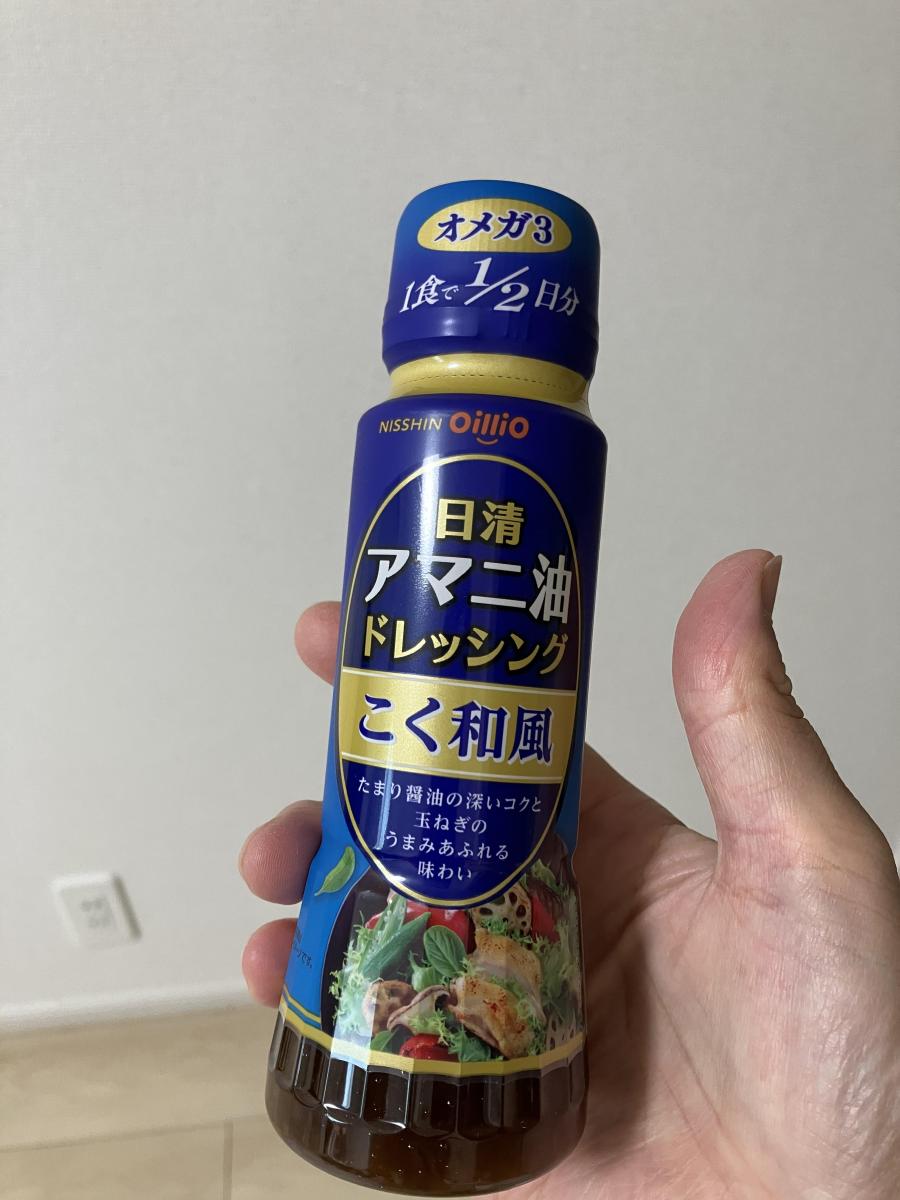 オメガ3
1食で1/2日分
NISSHIN OilliO
日清
アマニ油
ドレッシング
こく和風
たまり醤油の深いコクと
玉ねぎの
うまみあふれる
味わい